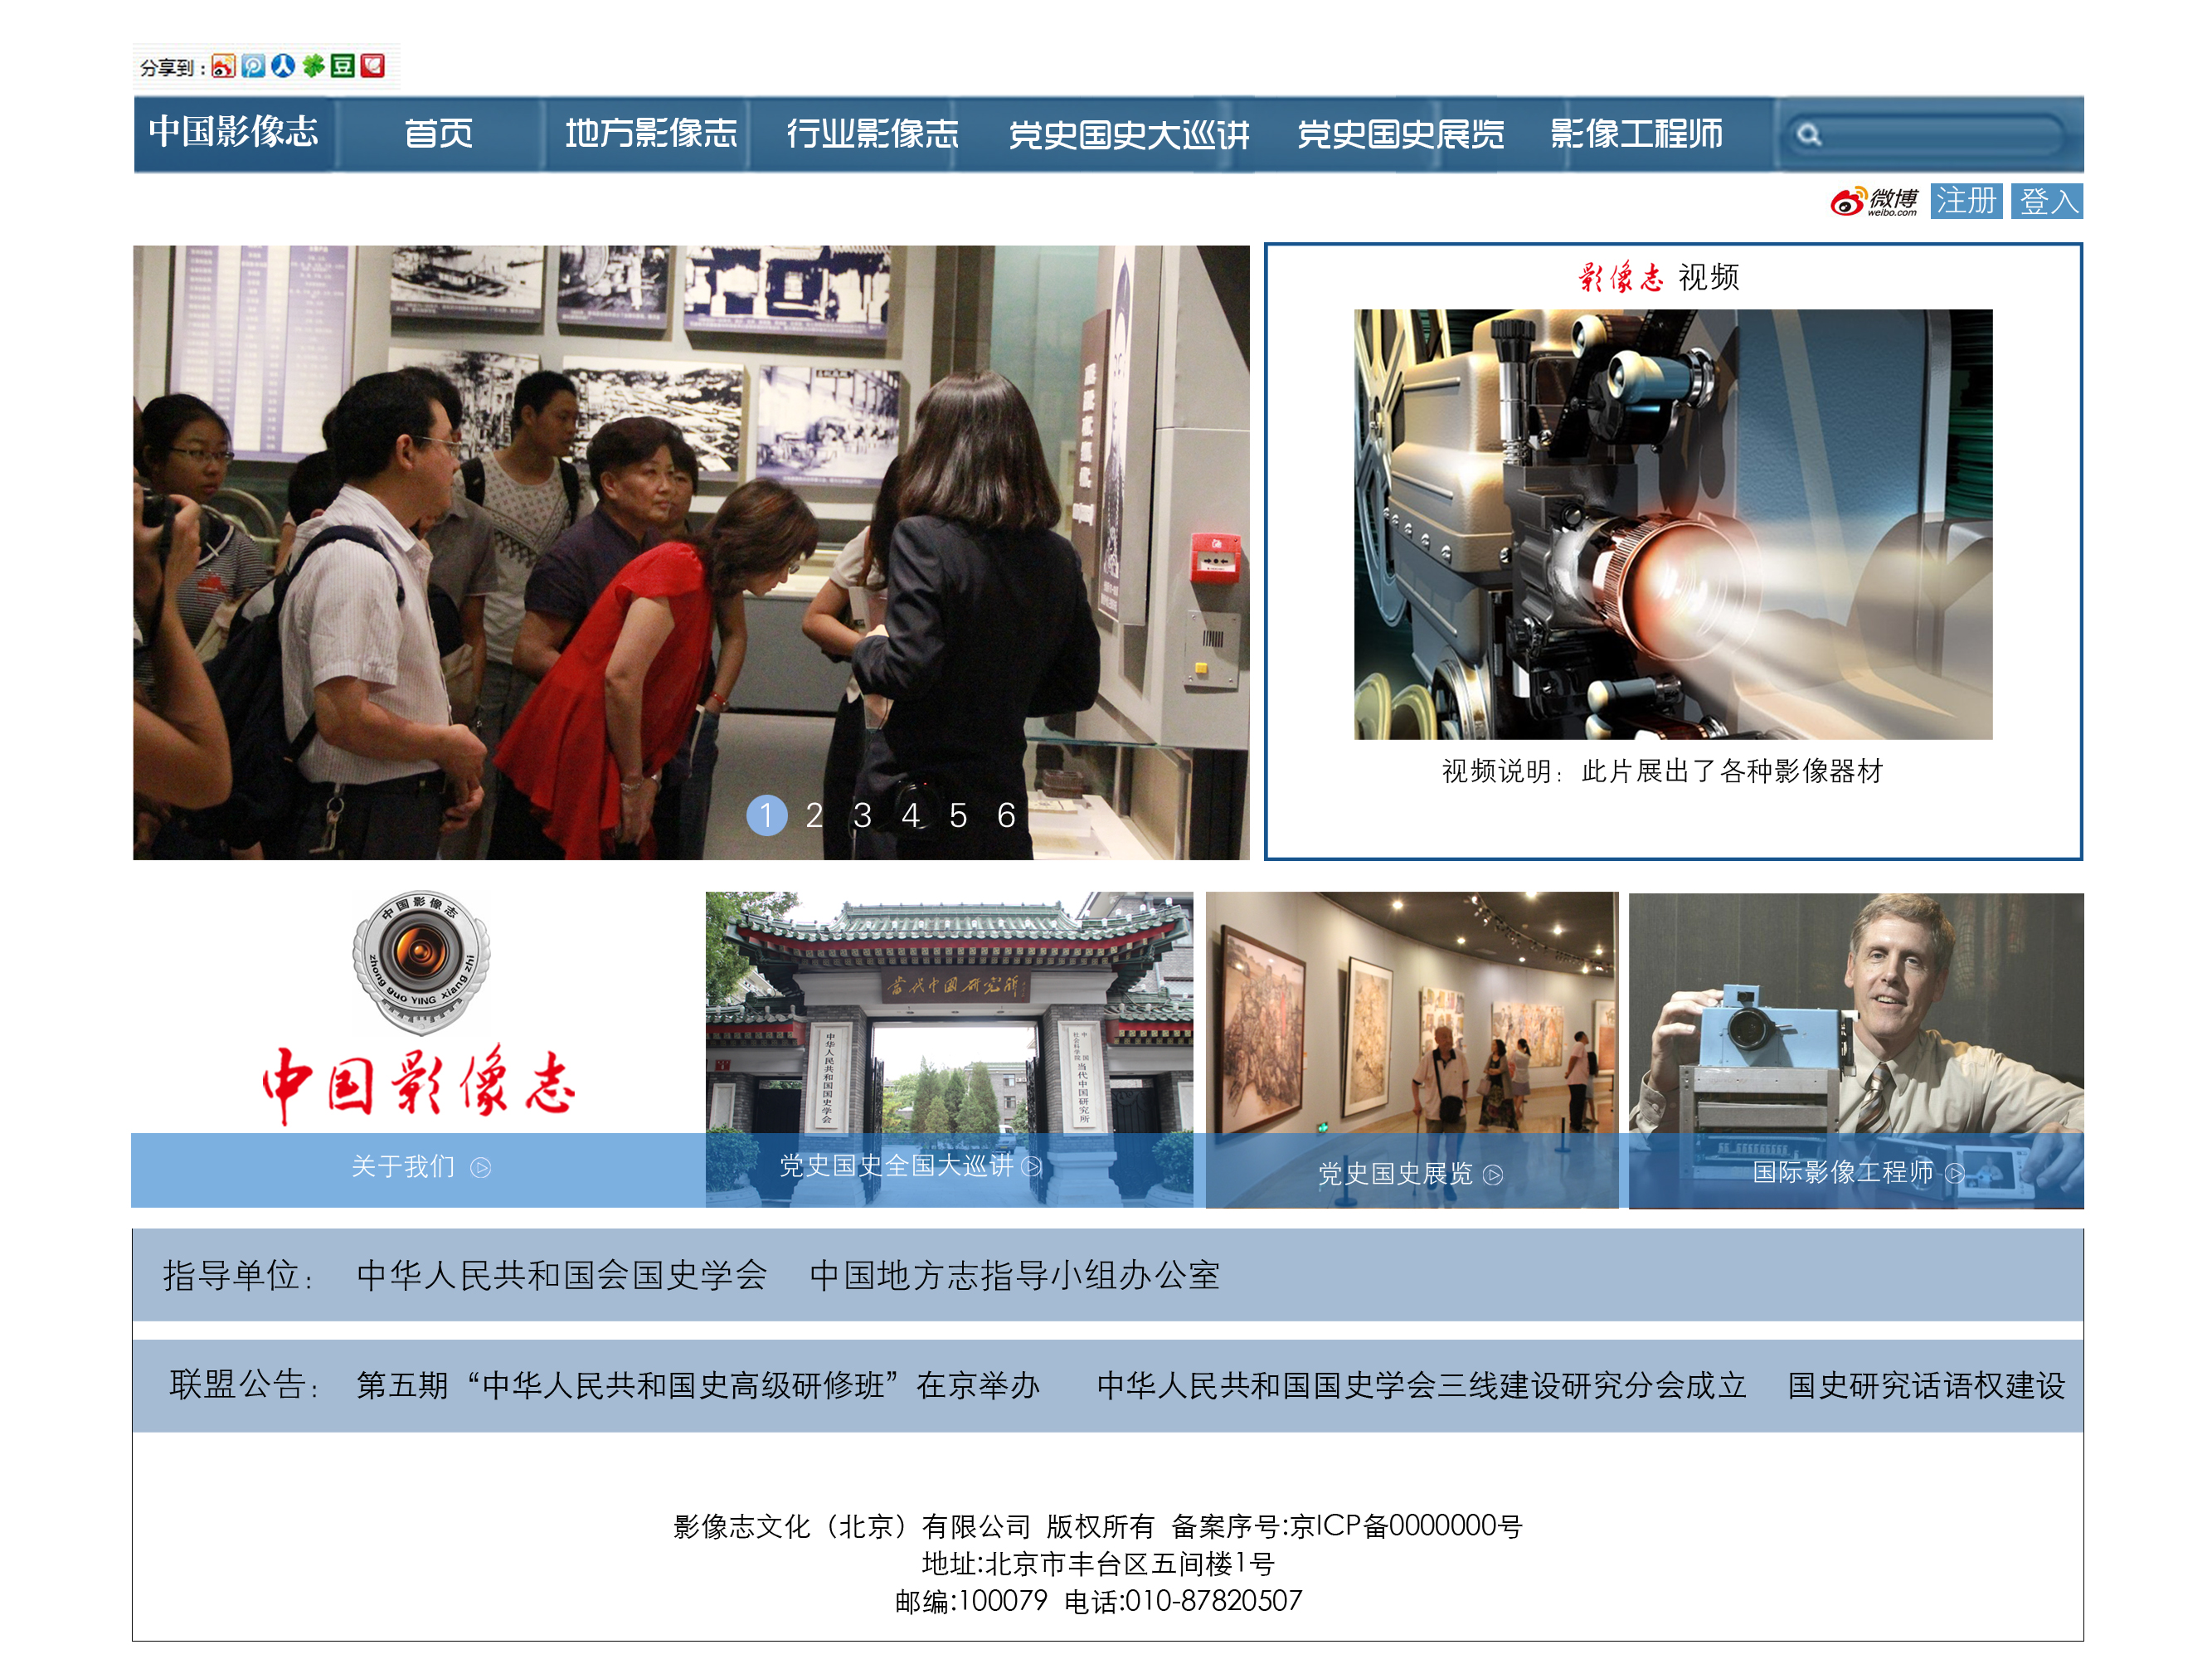 分享到：
中国影像志 首页 地方影像志 行业影像志 党史国史大巡讲 党史国史展览 影像工程师
微博 weibo.com 注册 登入
影像志 视频
视频说明：此片展出了各种影像器材
1 2 3 4 5 6
中国影像志
zhong guo YING xiang zhi
中国影像志
當代中國研究所
中华人民共和国国史学会
中国社会科学院 当代中国研究所
关于我们
党史国史全国大巡讲
党史国史展览
国际影像工程师
指导单位： 中华人民共和国会国史学会 中国地方志指导小组办公室
联盟公告： 第五期“中华人民共和国史高级研修班”在京举办 中华人民共和国国史学会三线建设研究分会成立 国史研究话语权建设
影像志文化（北京）有限公司 版权所有 备案序号:京ICP备0000000号
地址:北京市丰台区五间楼1号
邮编:100079 电话:010-87820507